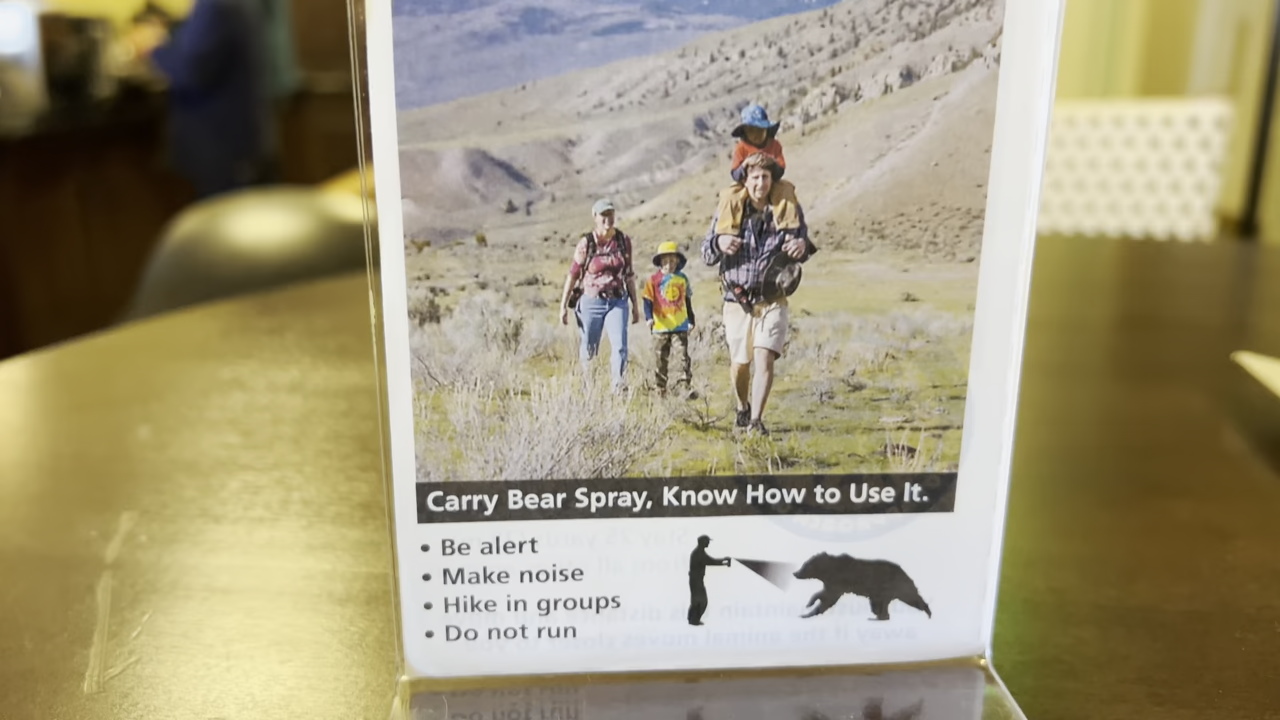 Carry Bear Spray, Know How to Use It.
• Be alert
• Make noise
• Hike in groups
• Do not run